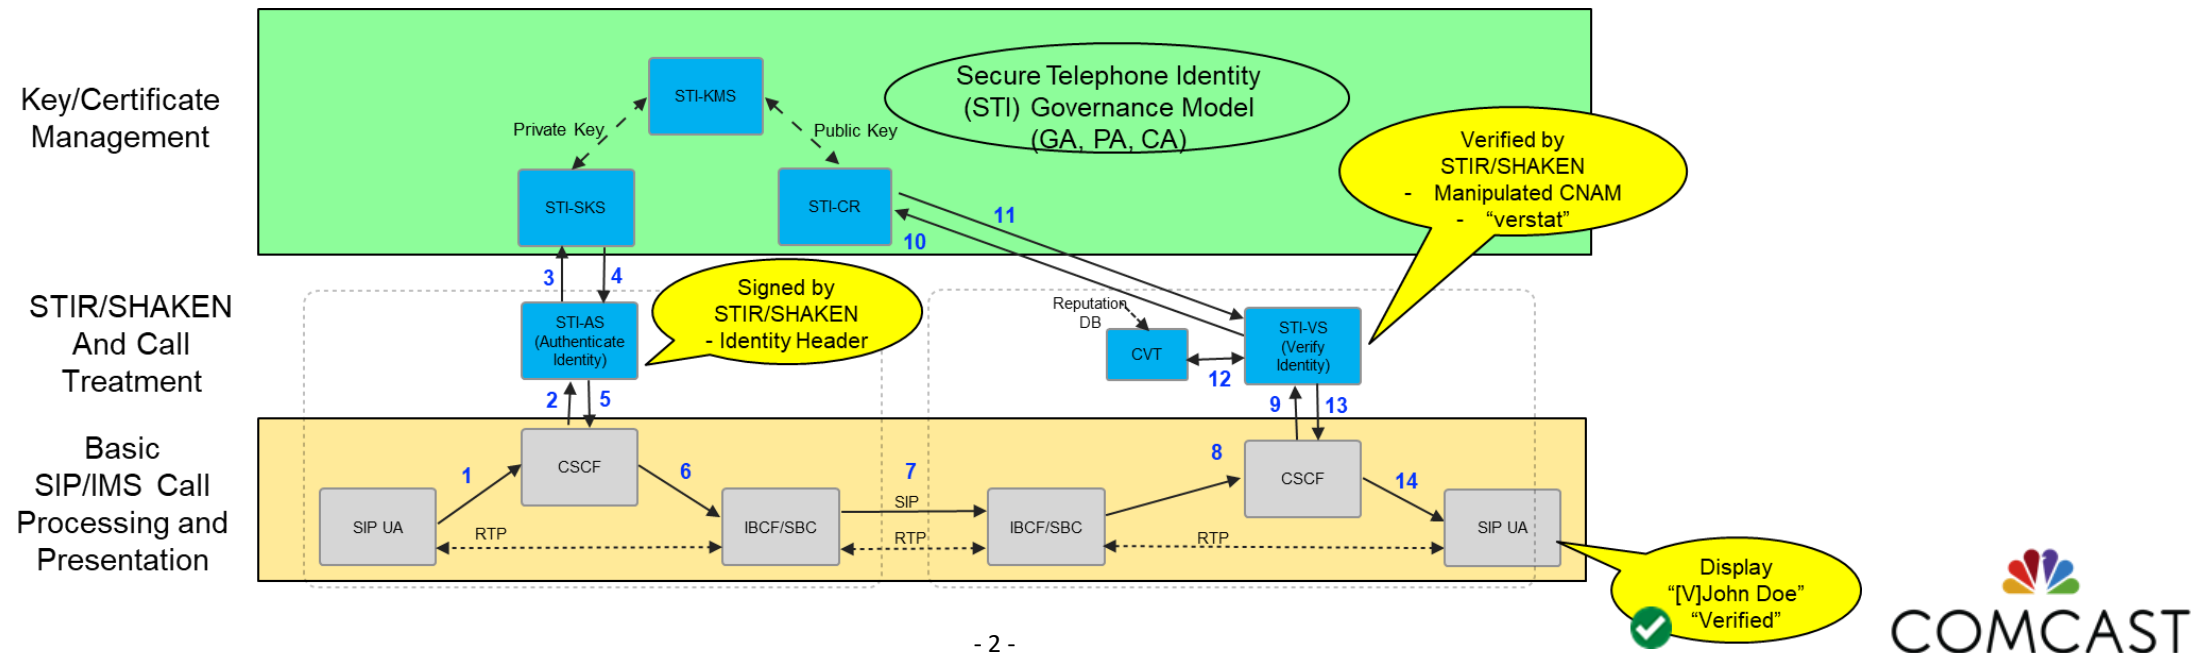 Key/Certificate
Management
STI-KMS
Private Key
Public Key
STI-SKS
STI-CR
Secure Telephone Identity
(STI) Governance Model
(GA, PA, CA)
Verified by
STIR/SHAKEN
- Manipulated CNAM
- “verstat”
11
10
3
4
STIR/SHAKEN
And Call
Treatment
STI-AS
(Authenticate
Identity)
Signed by
STIR/SHAKEN
- Identity Header
Reputation
DB
CVT
12
STI-VS
(Verify
Identity)
2
5
9
13
Basic
SIP/IMS Call
Processing and
Presentation
SIP UA
1
CSCF
6
IBCF/SBC
RTP
7
SIP
RTP
IBCF/SBC
8
CSCF
14
RTP
SIP UA
Display
“[V]John Doe”
“Verified”
- 2 -
COMCAST